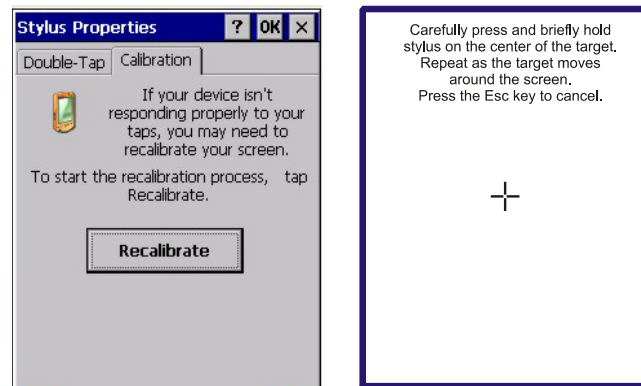 Stylus Properties ? OK ×
Double-Tap Calibration
If your device isn't
responding properly to your
taps, you may need to
recalibrate your screen.
To start the recalibration process, tap
Recalibrate.
Recalibrate
Carefully press and briefly hold
stylus on the center of the target.
Repeat as the target moves
around the screen.
Press the Esc key to cancel.